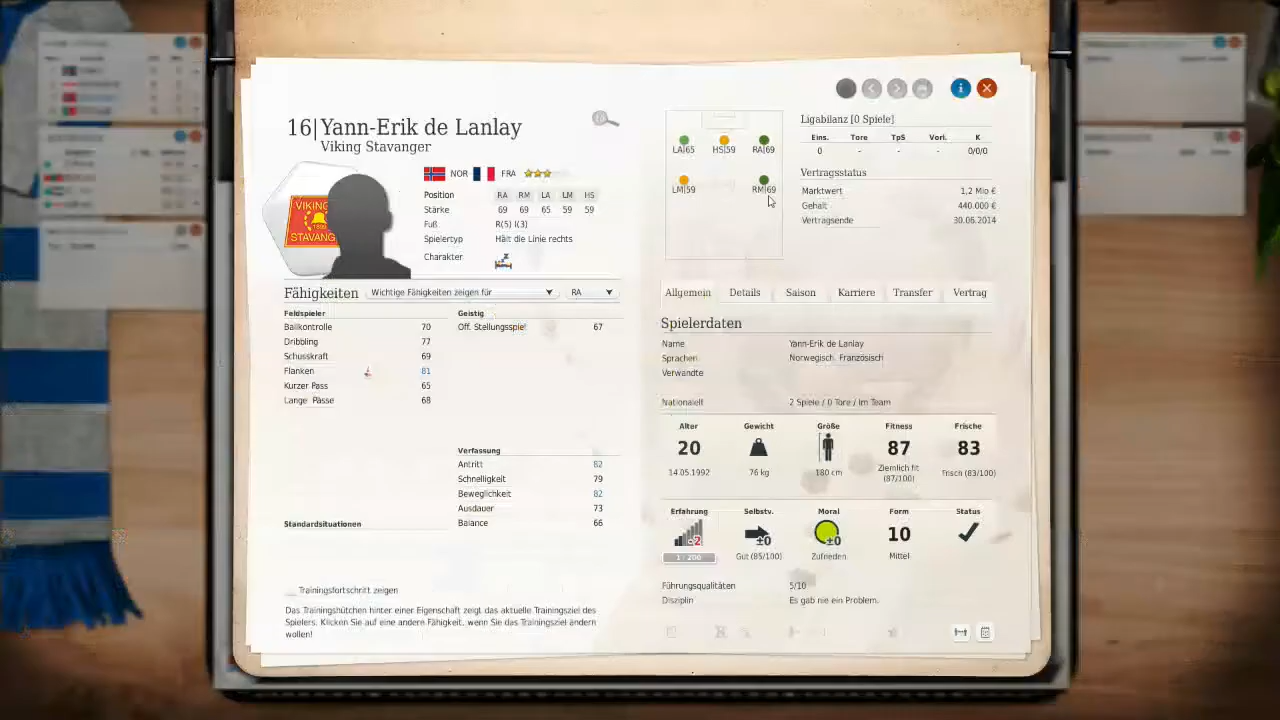 16|Yann-Erik de Lanlay
Viking Stavanger
NOR FRA
Position RA RM LA LM HS
Stärke 69 69 65 59 59
Fuß R(5) l(3)
Spielertyp Hält die Linie rechts
Charakter
VIKING
STAVANG
Fähigkeiten Wichtige Fähigkeiten zeigen für RA
Feldspieler
Ballkontrolle 70
Dribbling 77
Schusskraft 69
Flanken 81
Kurzer Pass 65
Lange Pässe 68
Geistig
Off. Stellungsspiel 67
Verfassung
Antritt 82
Schnelligkeit 79
Beweglichkeit 82
Ausdauer 73
Balance 66
Standardsituationen
Trainingsfortschritt zeigen
Das Trainingshütchen hinter einer Eigenschaft zeigt das aktuelle Trainingsziel des
Spielers. Klicken Sie auf eine andere Fähigkeit, wenn Sie das Trainingsziel ändern
wollen!
LA|65 HS|59 RA|69
LM|59 RM|69
Ligabilanz [0 Spiele]
Eins. Tore TpS Vorl. K
0 - - - 0/0/0
Vertragsstatus
Marktwert 1,2 Mio €
Gehalt 440.000 €
Vertragsende 30.06.2014
Allgemein Details Saison Karriere Transfer Vertrag
Spielerdaten
Name Yann-Erik de Lanlay
Sprachen Norwegisch, Französisch
Verwandte
Nationalelf 2 Spiele / 0 Tore / Im Team
Alter Gewicht Größe Fitness Frische
20 87 83
14.05.1992 76 kg 180 cm Ziemlich fit (87/100) Frisch (83/100)
Erfahrung Selbstv. Moral Form Status
-2 ±0 ±0 10
1 / 200 Gut (85/100) Zufrieden Mittel
Führungsqualitäten 5/10
Disziplin Es gab nie ein Problem.